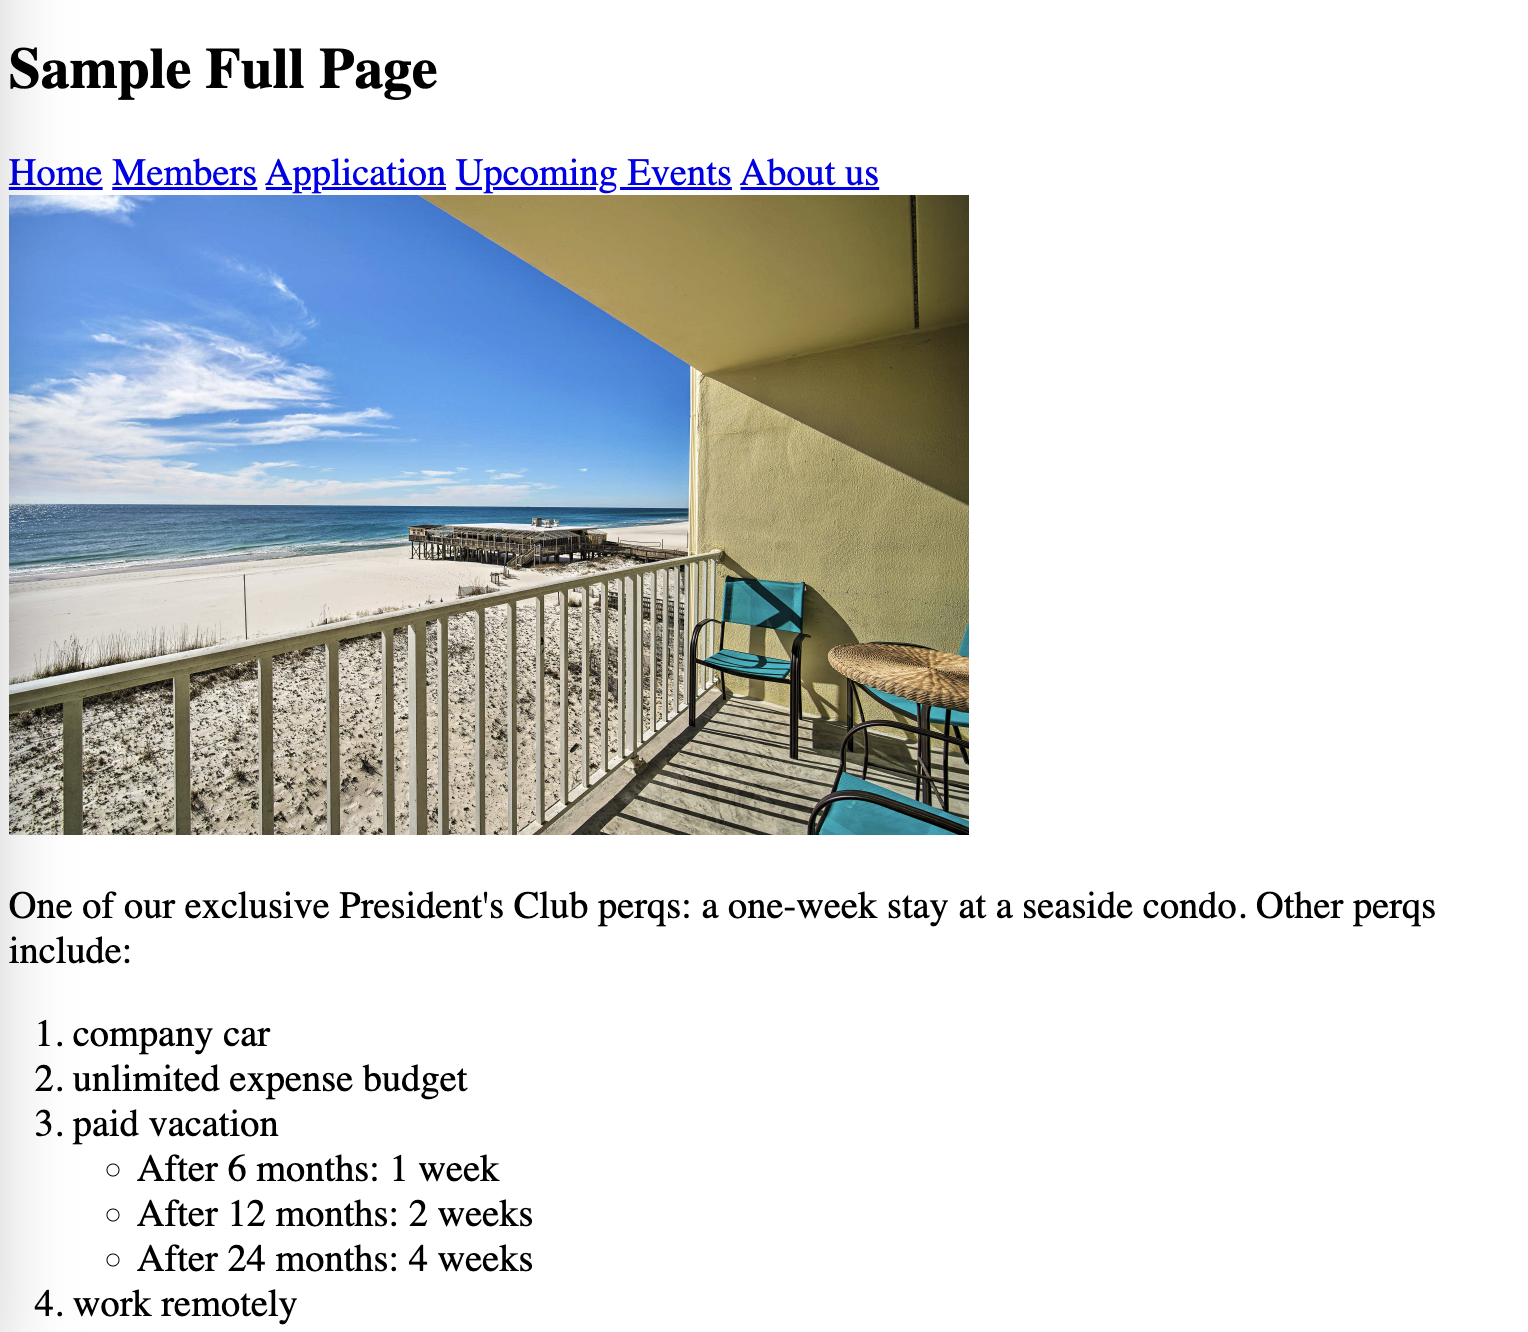 Sample Full Page
Home Members Application Upcoming Events About us
One of our exclusive President's Club perqs: a one-week stay at a seaside condo. Other perqs
include:
1. company car
2. unlimited expense budget
3. paid vacation
○ After 6 months: 1 week
○ After 12 months: 2 weeks
○ After 24 months: 4 weeks
4. work remotely